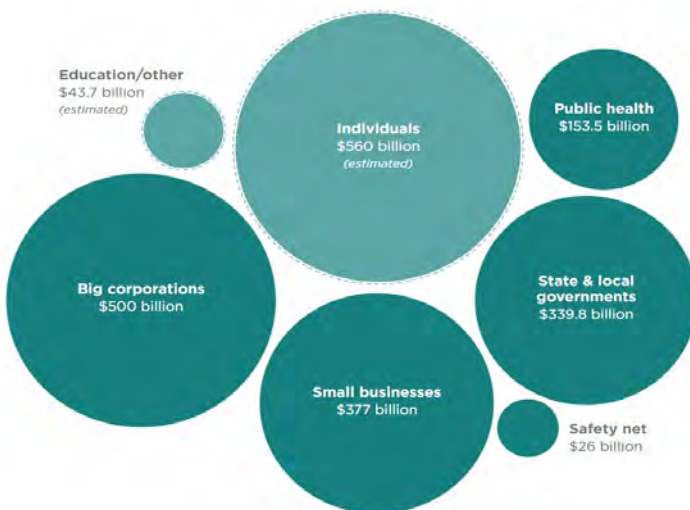 Education/other
$43.7 billion
(estimated)
Individuals
$560 billion
(estimated)
Public health
$153.5 billion
Big corporations
$500 billion
State & local
governments
$339.8 billion
Small businesses
$377 billion
Safety net
$26 billion